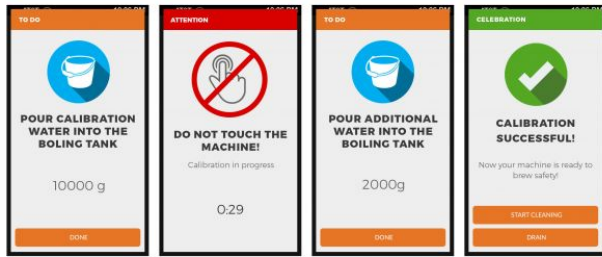 TO DO
POUR CALIBRATION
WATER INTO THE
BOLING TANK
10000 g
DONE
ATTENTION
DO NOT TOUCH THE
MACHINE!
Calibration in progress
0:29
TO DO
POUR ADDITIONAL
WATER INTO THE
BOLING TANK
2000g
DONE
CELEBRATION
CALIBRATION
SUCCESSFUL!
Now your machine is ready to
brew safety!
START CLEANING
DRAIN